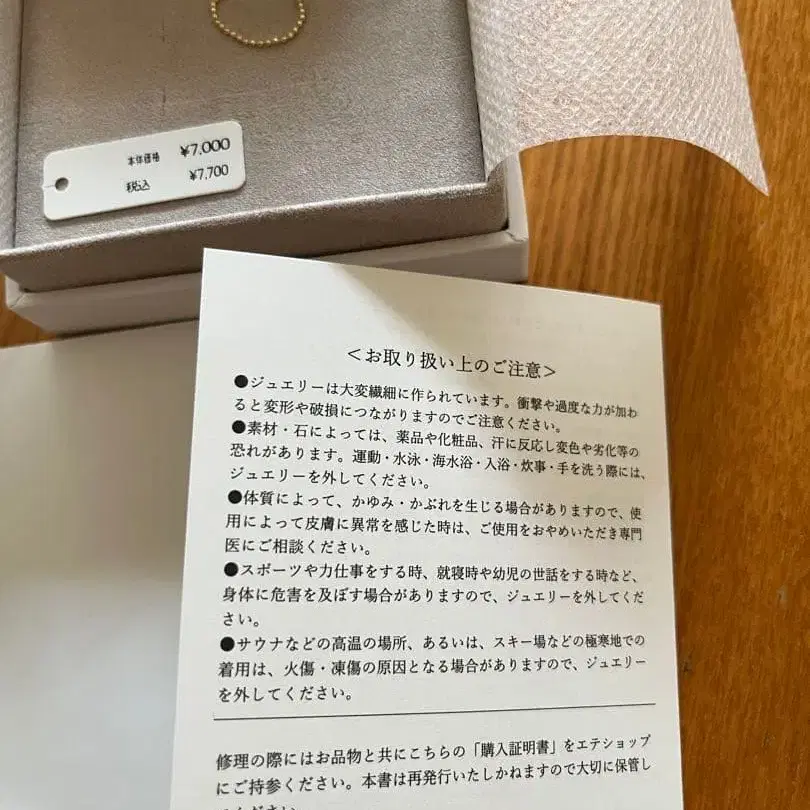 本体価格 ¥7,000
税込 ¥7,700
＜お取り扱い上のご注意＞
●ジュエリーは大変繊細に作られています。衝撃や過度な力が加わ
ると変形や破損につながりますのでご注意ください。
●素材・石によっては、薬品や化粧品、汗に反応し変色や劣化等の
恐れがあります。運動・水泳・海水浴・入浴・炊事・手を洗う際には、
ジュエリーを外してください。
●体質によって、かゆみ・かぶれを生じる場合がありますので、使
用によって皮膚に異常を感じた時は、ご使用をおやめいただき専門
医にご相談ください。
●スポーツや力仕事をする時、就寝時や幼児の世話をする時など、
身体に危害を及ぼす場合がありますので、ジュエリーを外してくだ
さい。
●サウナなどの高温の場所、あるいは、スキー場などの極寒地での
着用は、火傷・凍傷の原因となる場合がありますので、ジュエリー
を外してください。
修理の際にはお品物と共にこちらの「購入証明書」をエテショップ
にご持参ください。本書は再発行いたしかねますので大切に保管し
てください。